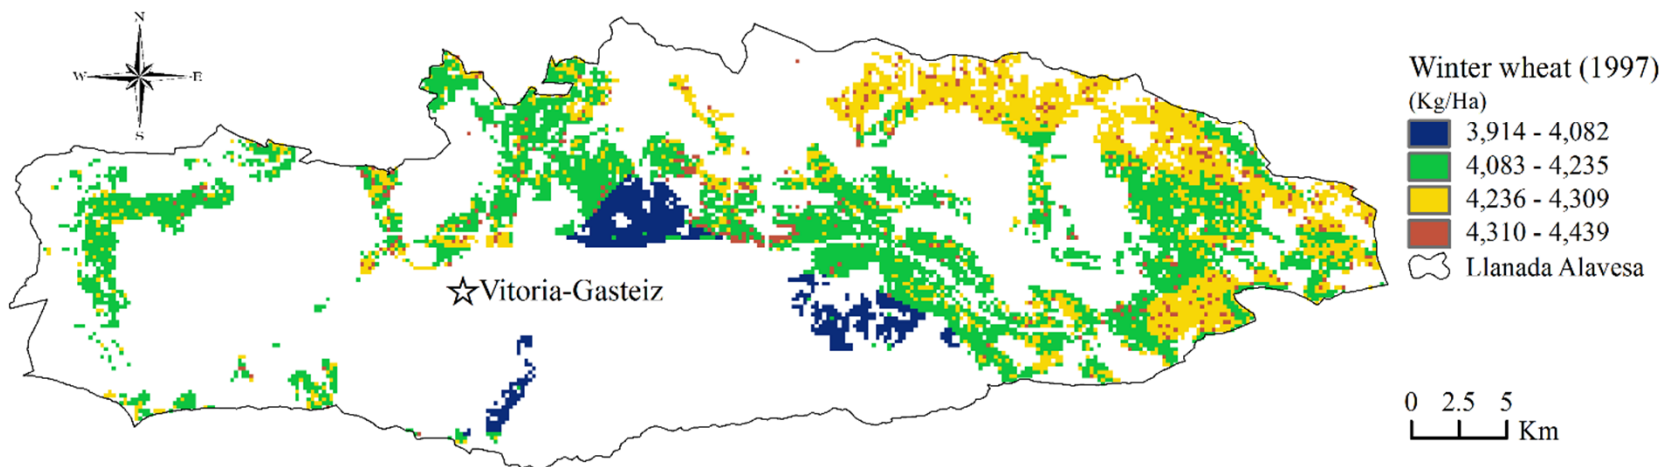 N
W
E
S
Vitoria-Gasteiz
Winter wheat (1997)
(Kg/Ha)
3,914 - 4,082
4,083 - 4,235
4,236 - 4,309
4,310 - 4,439
Llanada Alavesa
0 2.5 5
Km